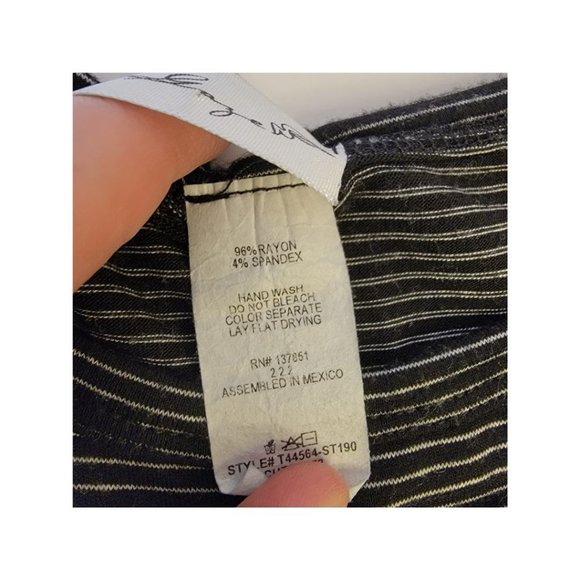 96% RAYON
4% SPANDEX
HAND WASH
DO NOT BLEACH
COLOR SEPARATE
LAY FLAT DRYING
RN# 137851
2 2 2
ASSEMBLED IN MEXICO
STYLE# T44564-ST190